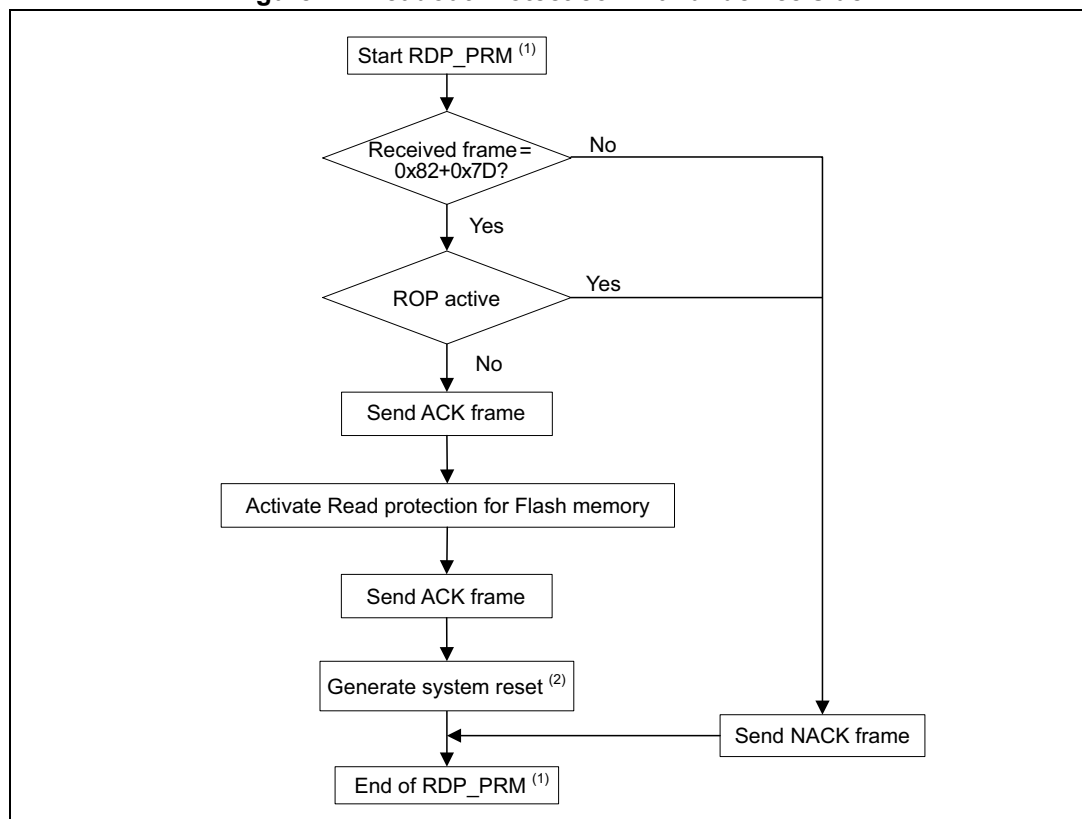 Start RDP_PRM (1)
Received frame=
0x82+0x7D?
No
Yes
ROP active
Yes
No
Send ACK frame
Activate Read protection for Flash memory
Send ACK frame
Generate system reset (2)
Send NACK frame
End of RDP_PRM (1)